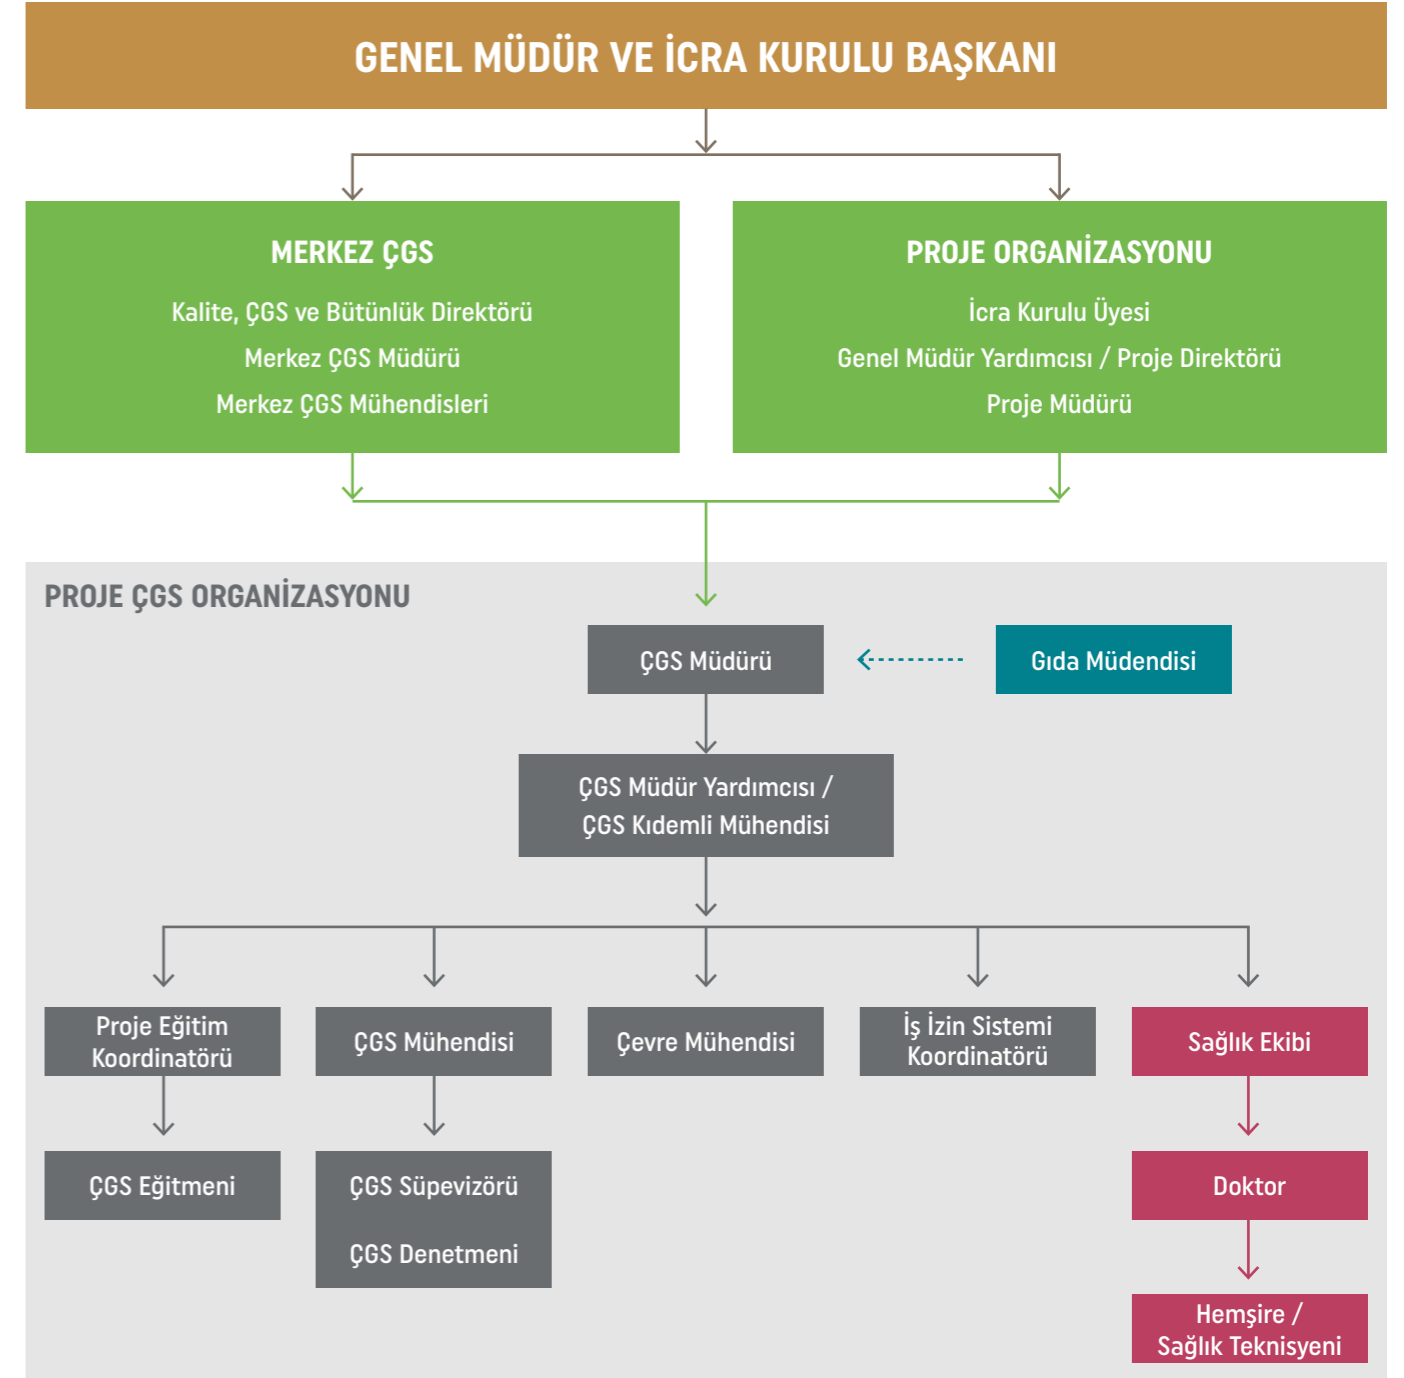 GENEL MÜDÜR VE İCRA KURULU BAŞKANI
MERKEZ ÇGS
Kalite, ÇGS ve Bütünlük Direktörü
Merkez ÇGS Müdürü
Merkez ÇGS Mühendisleri
PROJE ORGANİZASYONU
İcra Kurulu Üyesi
Genel Müdür Yardımcısı / Proje Direktörü
Proje Müdürü
PROJE ÇGS ORGANİZASYONU
ÇGS Müdürü
Gıda Müdendisi
ÇGS Müdür Yardımcısı /
ÇGS Kıdemli Mühendisi
Proje Eğitim
Koordinatörü
ÇGS Mühendisi
Çevre Mühendisi
İş İzin Sistemi
Koordinatörü
Sağlık Ekibi
ÇGS Eğitmeni
ÇGS Süpevizörü
ÇGS Denetmeni
Doktor
Hemşire /
Sağlık Teknisyeni